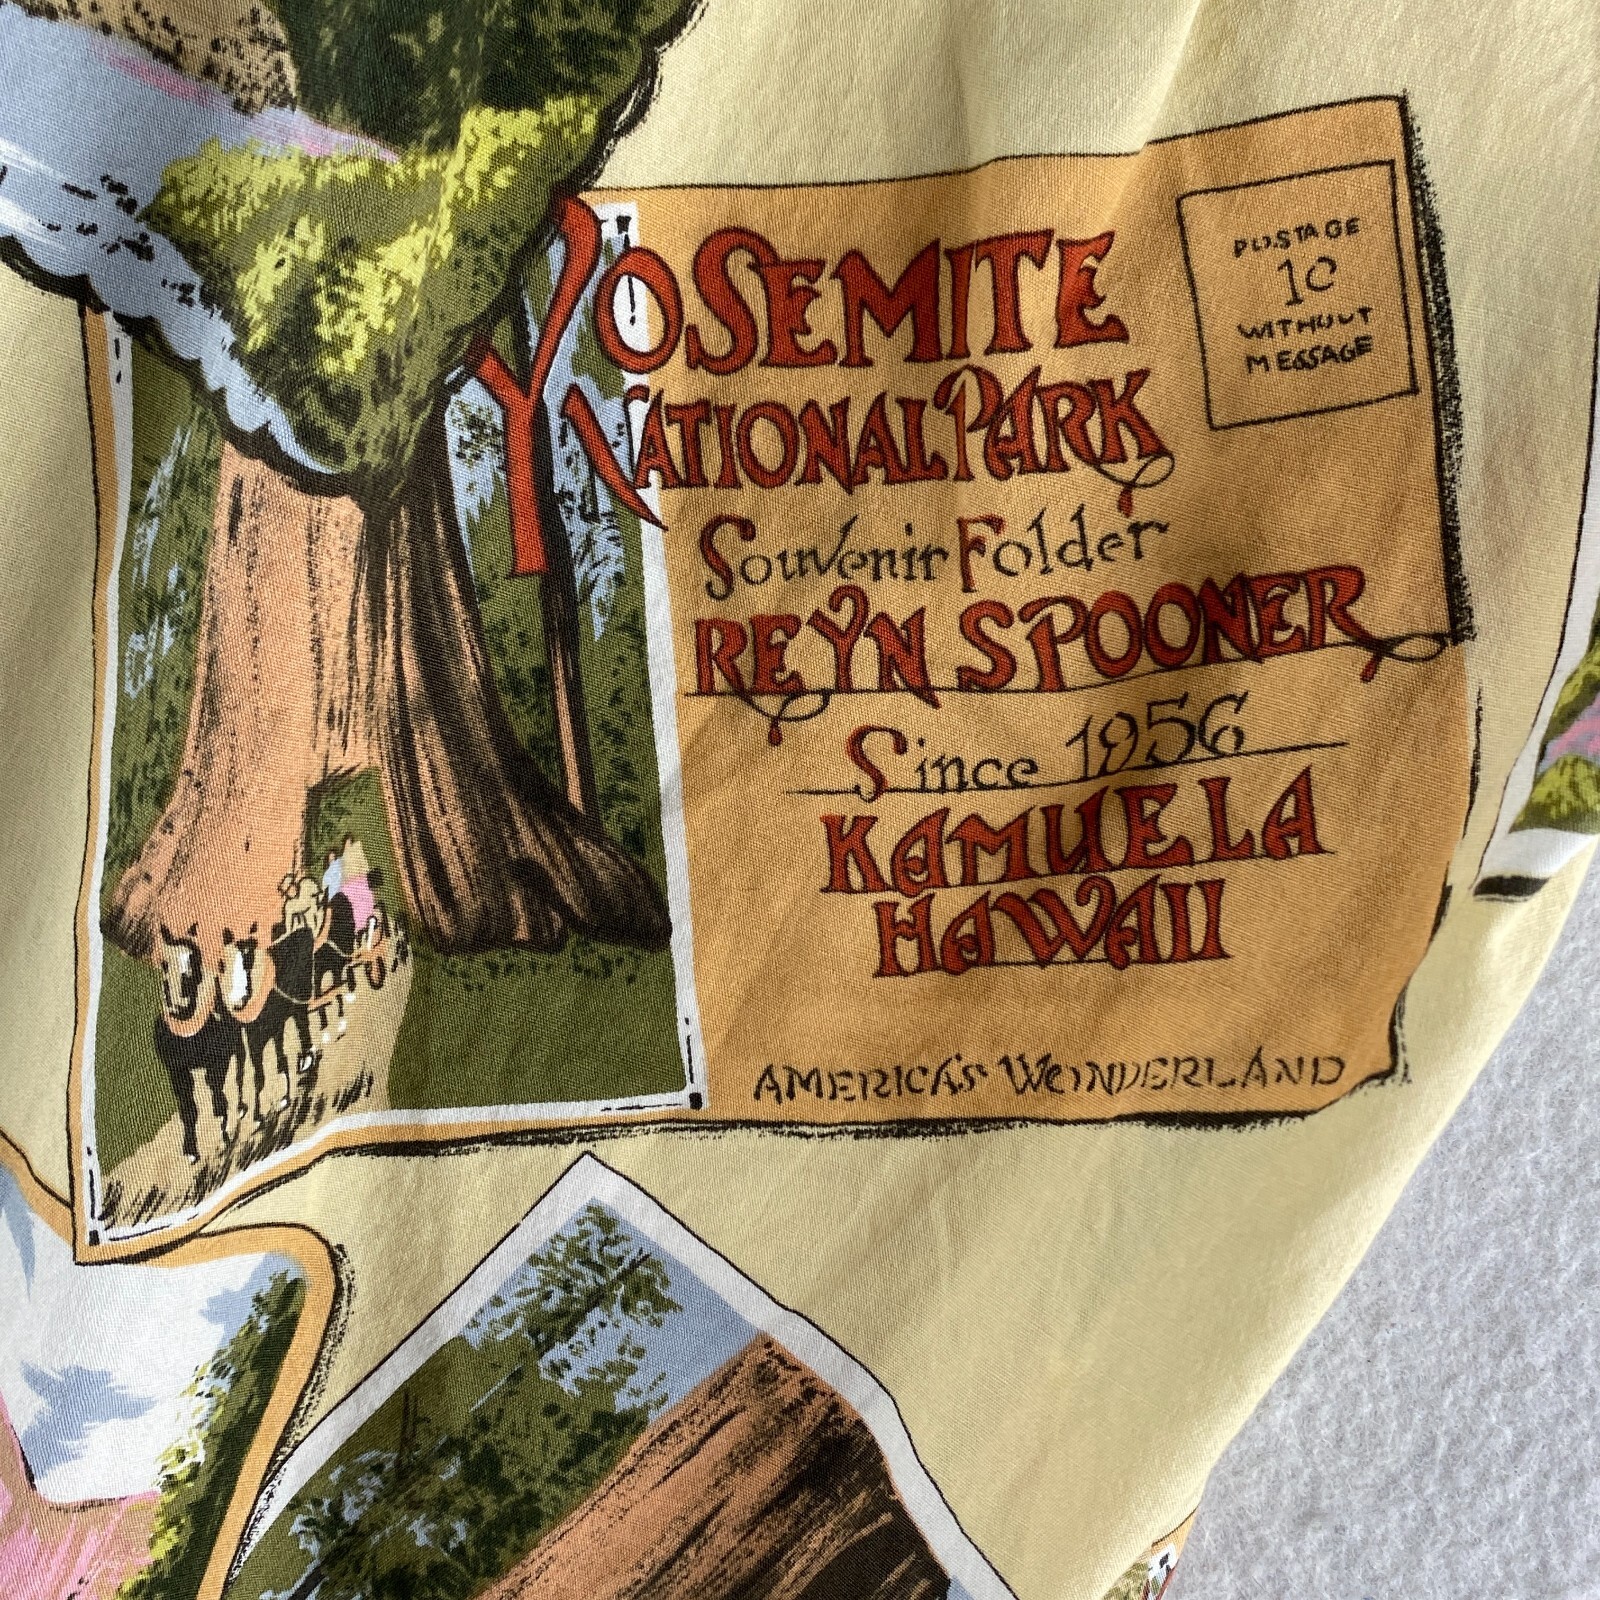 YOSEMITE
NATIONAL PARK
Souvenir Folder
REYN SPOONER
Since 1956
KAMUELA
HAWAII
AMERICA'S WONDERLAND
POSTAGE
1¢
WITHOUT
MESSAGE